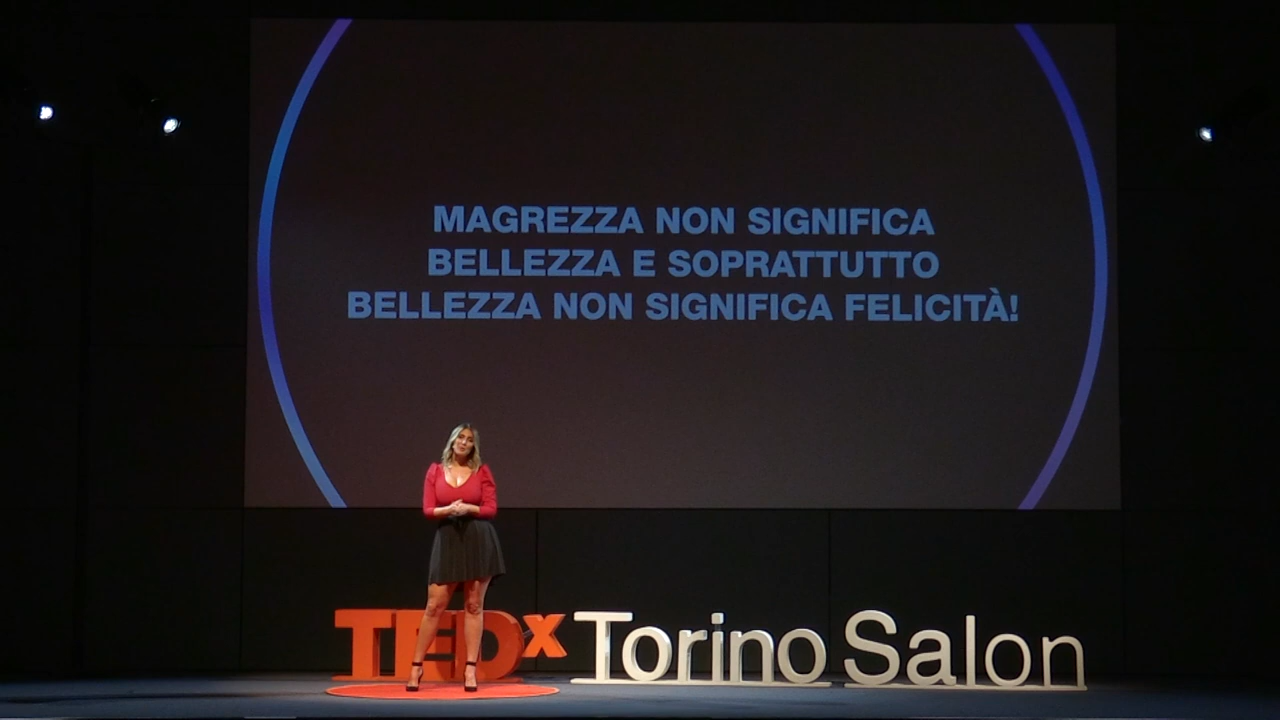 MAGREZZA NON SIGNIFICA
BELLEZZA E SOPRATTUTTO
BELLEZZA NON SIGNIFICA FELICITÀ!
TEDx Torino Salon